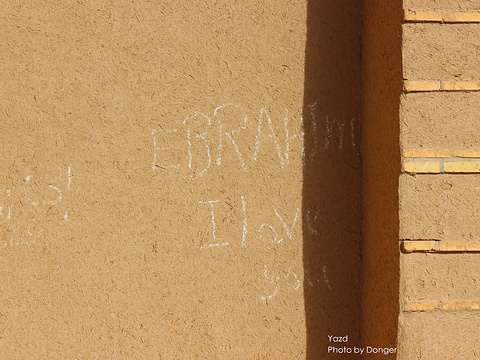 EBRAHIm
I love
you
Yazd
Photo by Donger